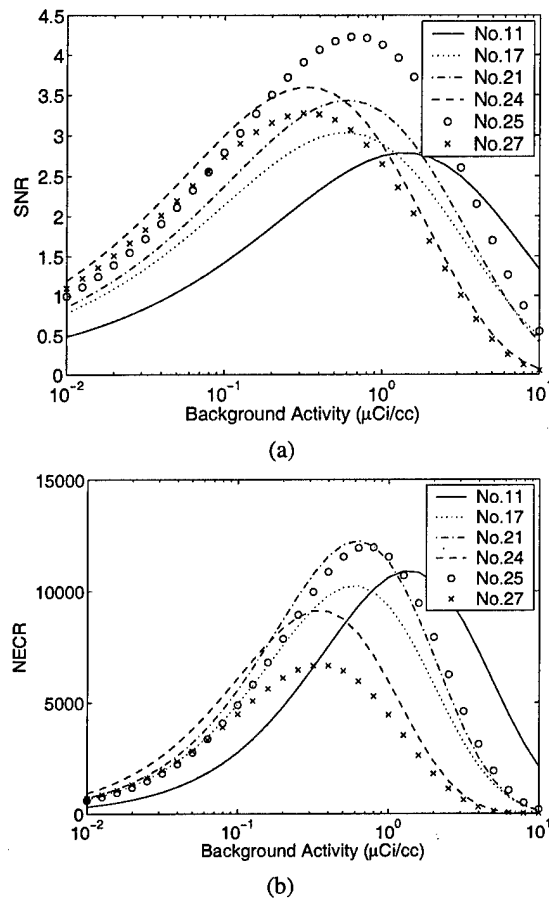 (a)
SNR
4.5
4
3.5
3
2.5
2
1.5
1
0.5
0
10⁻²
10⁻¹
10⁰
10¹
Background Activity (μCi/cc)
No.11
No.17
No.21
No.24
No.25
No.27
(b)
NECR
15000
10000
5000
0
10⁻²
10⁻¹
10⁰
10¹
Background Activity (μCi/cc)
No.11
No.17
No.21
No.24
No.25
No.27